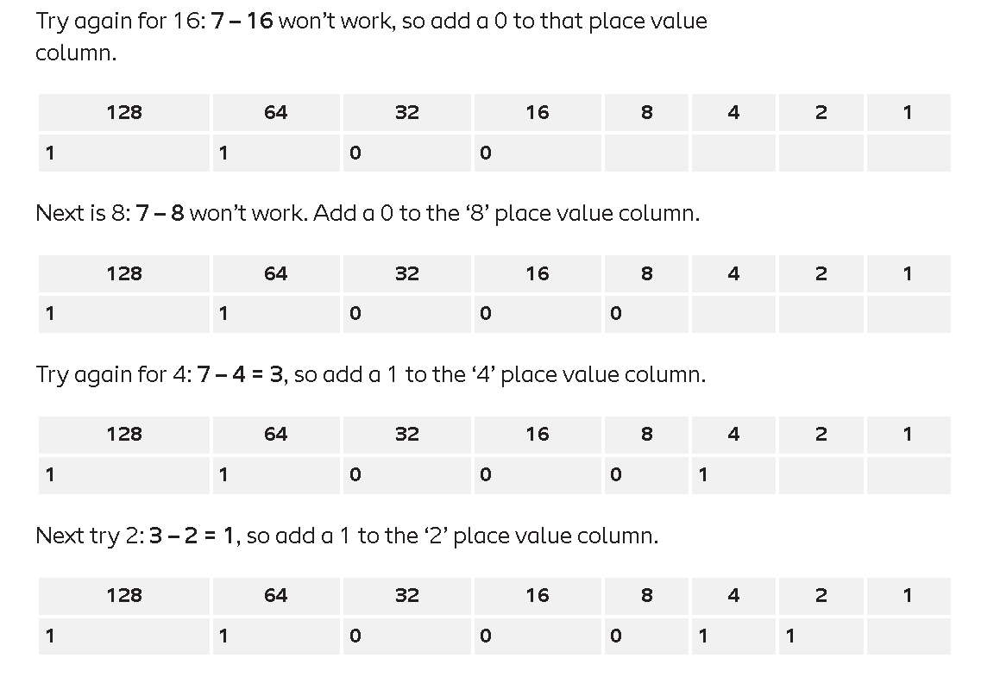 Try again for 16: 7 – 16 won’t work, so add a 0 to that place value
column.
128 64 32 16 8 4 2 1
1 1 0 0
Next is 8: 7 – 8 won’t work. Add a 0 to the ‘8’ place value column.
128 64 32 16 8 4 2 1
1 1 0 0 0
Try again for 4: 7 – 4 = 3, so add a 1 to the ‘4’ place value column.
128 64 32 16 8 4 2 1
1 1 0 0 0 1
Next try 2: 3 – 2 = 1, so add a 1 to the ‘2’ place value column.
128 64 32 16 8 4 2 1
1 1 0 0 0 1 1